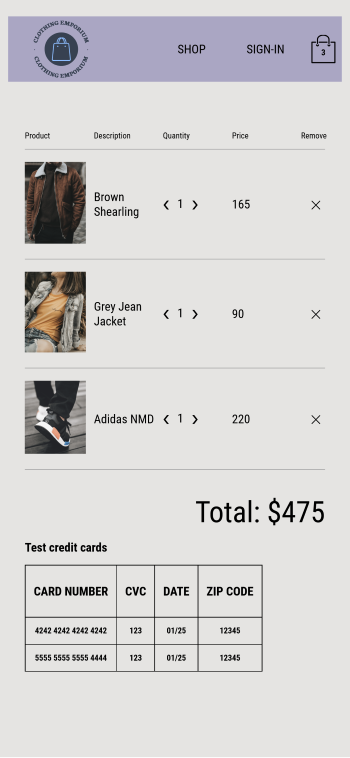 CLOTHING EMPORIUM
CLOTHING EMPORIUM
SHOP SIGN-IN 3
Product Description Quantity Price Remove
Brown
Shearling
❮ 1 ❯ 165 ✕
Grey Jean
Jacket
❮ 1 ❯ 90 ✕
Adidas NMD ❮ 1 ❯ 220 ✕
Total: $475
Test credit cards
CARD NUMBER CVC DATE ZIP CODE
4242 4242 4242 4242 123 01/25 12345
5555 5555 5555 4444 123 01/25 12345